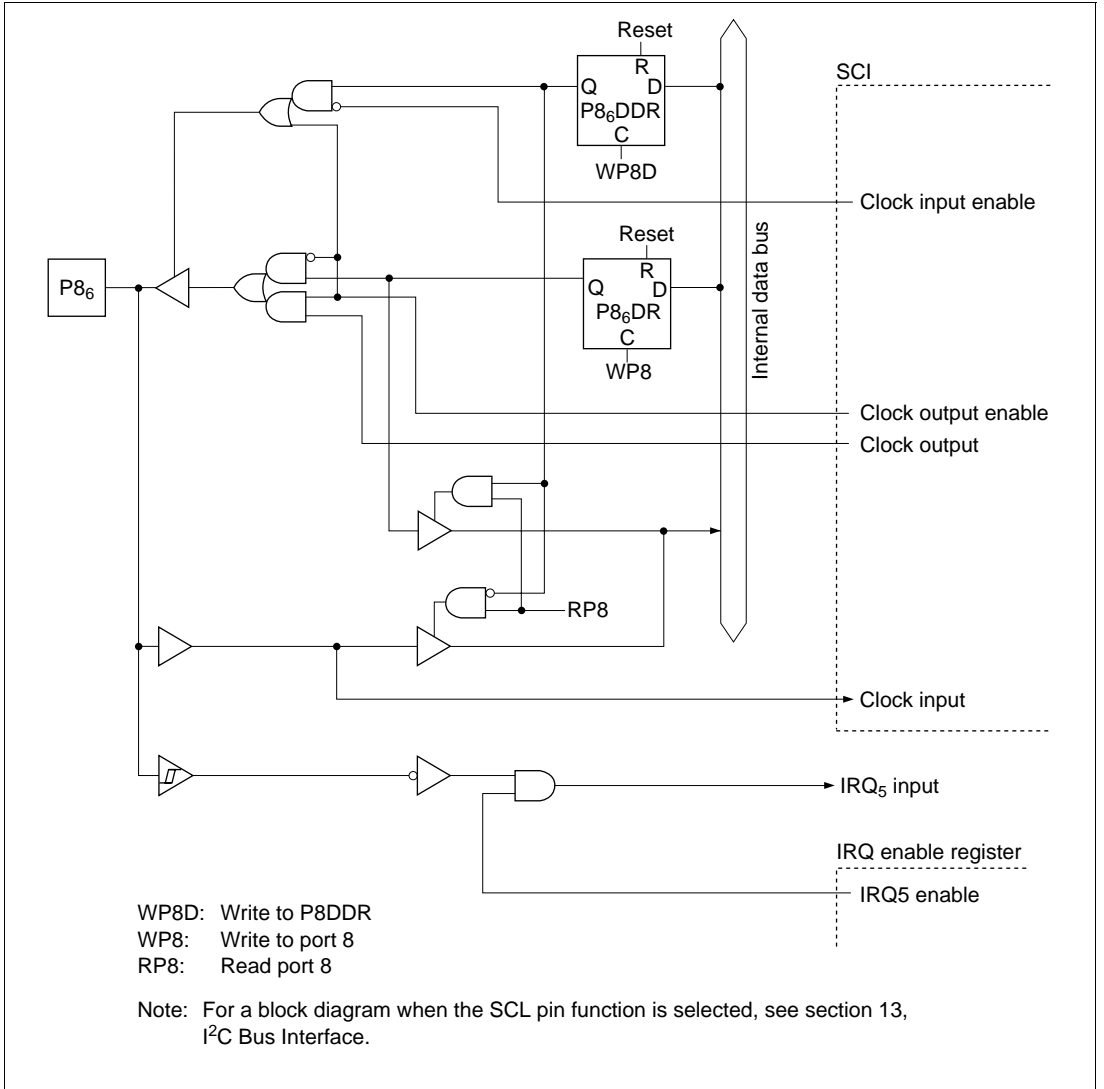 Reset
SCI
R
Q
D
P8₆DDR
C
WP8D
Clock input enable
Reset
R
Q
D
P8₆DR
C
WP8
P8₆
Internal data bus
Clock output enable
Clock output
RP8
Clock input
IRQ₅ input
IRQ enable register
IRQ5 enable
WP8D: Write to P8DDR
WP8: Write to port 8
RP8: Read port 8
Note: For a block diagram when the SCL pin function is selected, see section 13,
I²C Bus Interface.